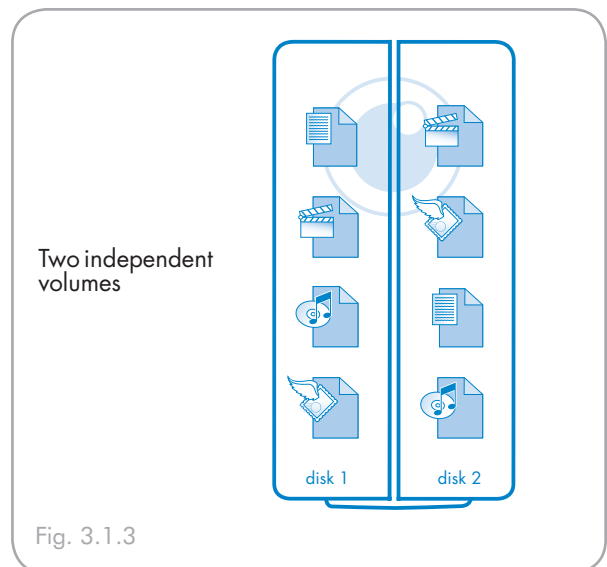 Two independent
volumes
disk 1
disk 2
Fig. 3.1.3